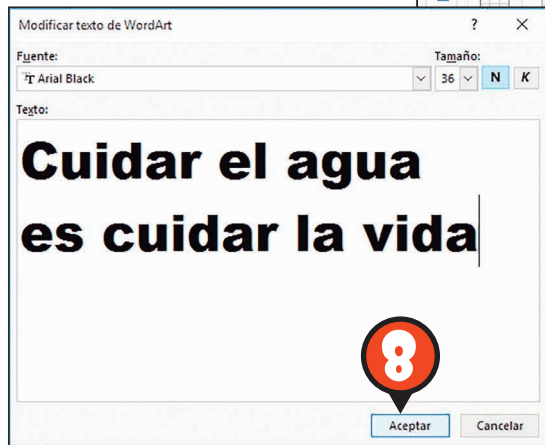 Modificar texto de WordArt ? ×
Fuente: Tamaño:
Arial Black 36 N K
Texto:
Cuidar el agua
es cuidar la vida
8
Aceptar Cancelar